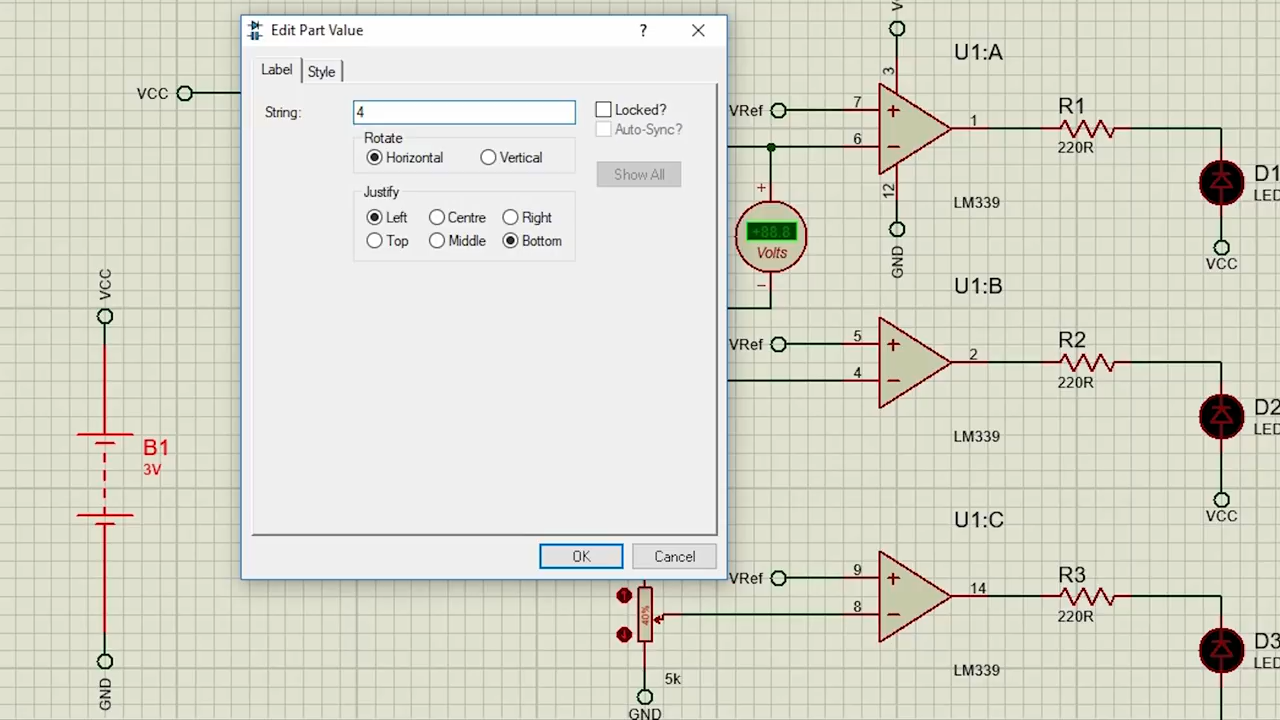 Edit Part Value
?
Label
Style
String:
4
Locked?
Auto-Sync?
Rotate
Horizontal
Vertical
Show All
Justify
Left
Centre
Right
Top
Middle
Bottom
OK
Cancel
VCC
VCC
B1
3V
GND
VRef
7
6
3
12
1
U1:A
LM339
GND
+88.8
Volts
R1
220R
D1
LED
VCC
U1:B
VRef
5
4
2
LM339
R2
220R
D2
LED
VCC
U1:C
VRef
9
8
14
LM339
R3
220R
D3
LED
40%
5k
GND